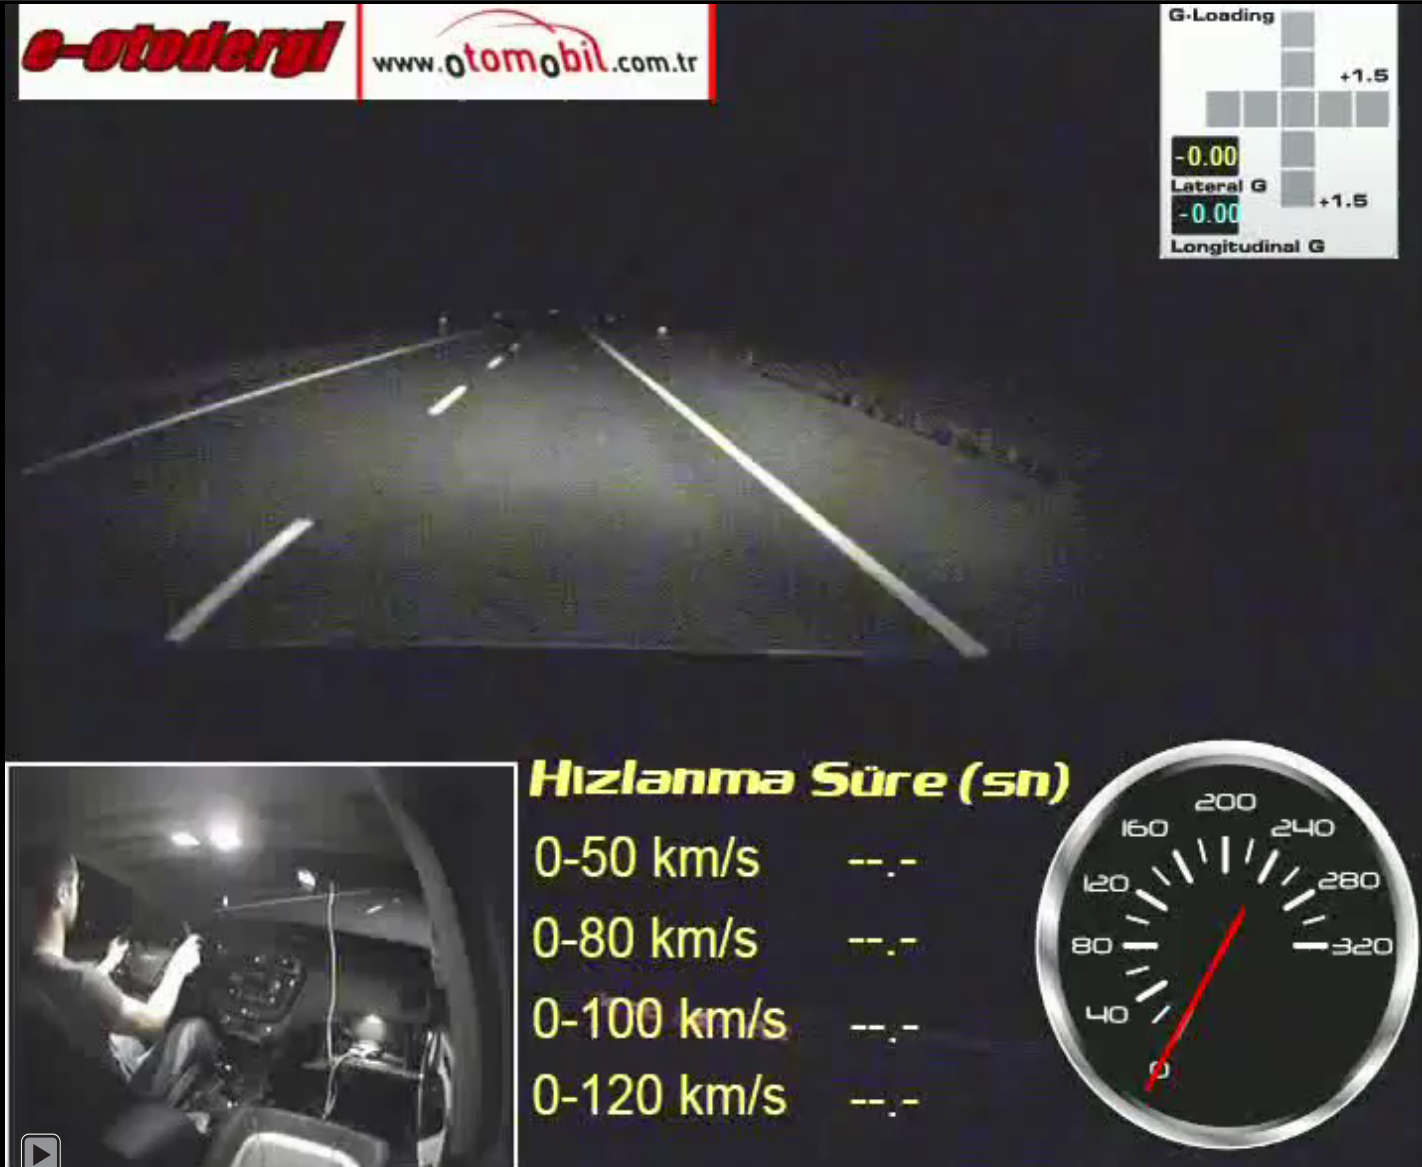 e-otodergi
www.otomobil.com.tr
G-Loading
+1.5
-0.00
Lateral G
+1.5
-0.00
Longitudinal G
Hızlanma Süre (sn)
0-50 km/s --.-
0-80 km/s --.-
0-100 km/s --.-
0-120 km/s --.-
200
160 240
120 280
80 320
40
0